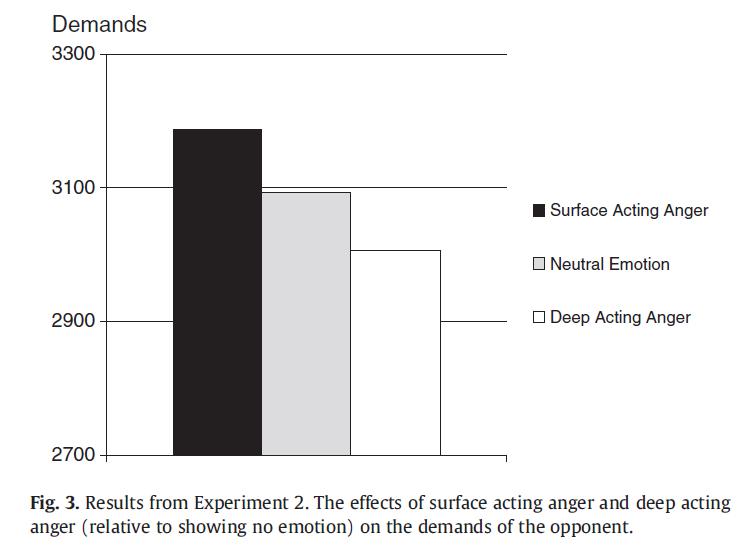 Demands
3300
3100
2900
2700
Surface Acting Anger
Neutral Emotion
Deep Acting Anger
Fig. 3. Results from Experiment 2. The effects of surface acting anger and deep acting
anger (relative to showing no emotion) on the demands of the opponent.